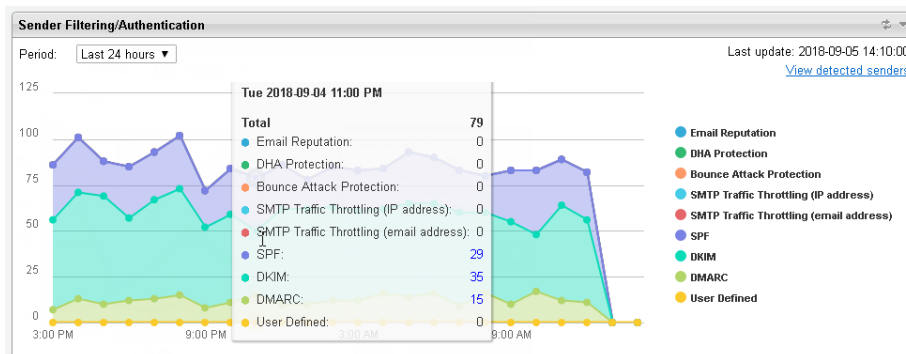 Sender Filtering/Authentication
Period: Last 24 hours ▼ Last update: 2018-09-05 14:10:00
View detected senders
125
100
75
50
25
0
3:00 PM 9:00 PM 3:00 AM 9:00 AM
Tue 2018-09-04 11:00 PM
Total 79
Email Reputation: 0
DHA Protection: 0
Bounce Attack Protection: 0
SMTP Traffic Throttling (IP address): 0
SMTP Traffic Throttling (email address): 0
SPF: 29
DKIM: 35
DMARC: 15
User Defined: 0
Email Reputation
DHA Protection
Bounce Attack Protection
SMTP Traffic Throttling (IP address)
SMTP Traffic Throttling (email address)
SPF
DKIM
DMARC
User Defined